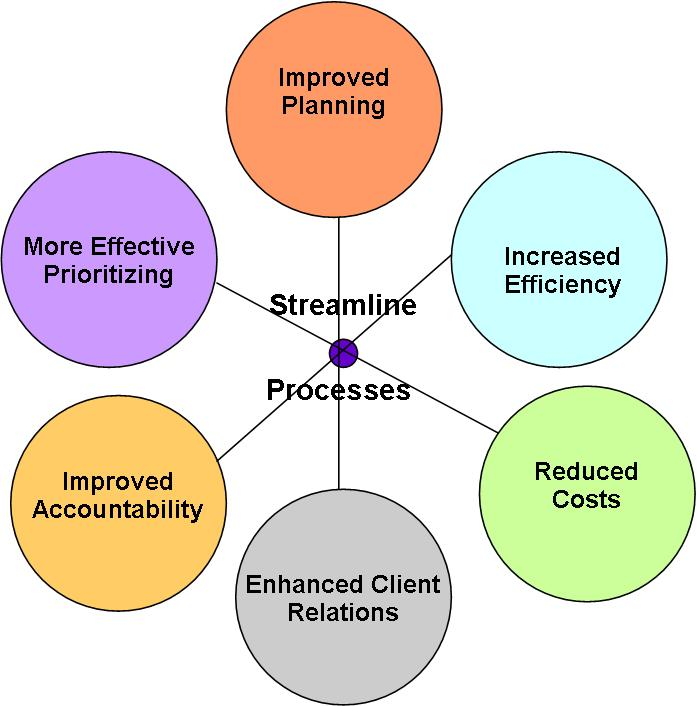 Improved
Planning
More Effective
Prioritizing
Increased
Efficiency
Streamline
Processes
Improved
Accountability
Reduced
Costs
Enhanced Client
Relations